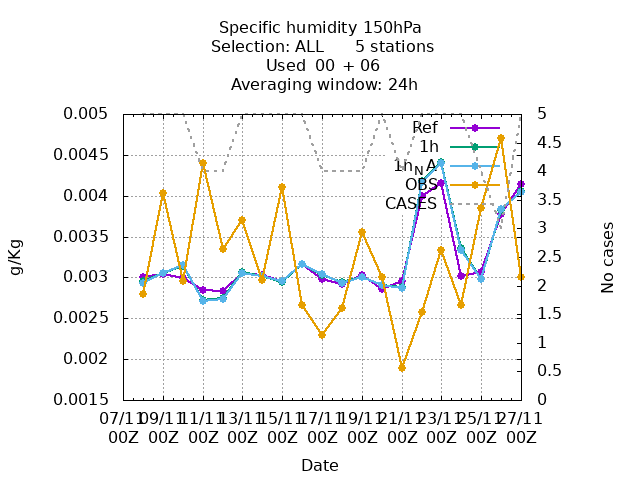 Specific humidity 150hPa
Selection: ALL 5 stations
Used 00 + 06
Averaging window: 24h
0.005
0.0045
0.004
0.0035
0.003
0.0025
0.002
0.0015
g/Kg
Ref
1h
1h_N A
OBS
CASES
5
4.5
4
3.5
3
2.5
2
1.5
1
0.5
0
No cases
07/11 09/11 11/11 13/11 15/11 17/11 19/11 21/11 23/11 25/11 27/11
00Z 00Z 00Z 00Z 00Z 00Z 00Z 00Z 00Z 00Z 00Z
Date